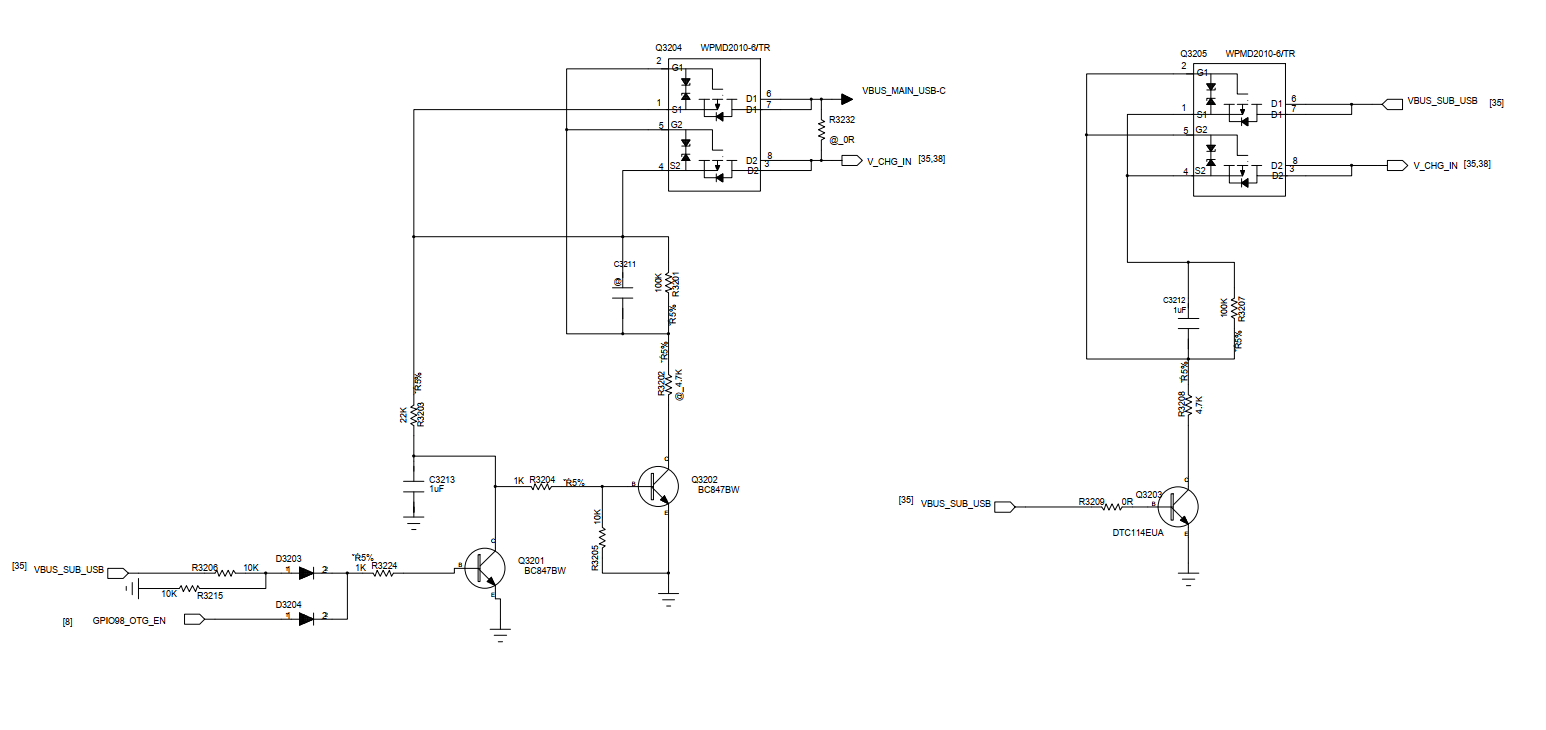 Q3204 WPMD2010-6/TR
2 G1
1 S1
5 G2
4 S2
D1 6
D1 7
D2 8
D2 3
VBUS_MAIN_USB-C
R3232
@_0R
V_CHG_IN [35,38]
C3211
@
100K
R3201
*R5%
*R5%
R3202
@_4.7K
*R5%
22K
R3203
C3213
1uF
1K R3204 *R5%
10K
R3205
B
C
E
Q3202
BC847BW
[35] VBUS_SUB_USB
R3206 10K
10K R3215
D3203
1 2
D3204
1 2
[8] GPIO98_OTG_EN
*R5%
1K R3224
B
C
E
Q3201
BC847BW
Q3205 WPMD2010-6/TR
2 G1
1 S1
5 G2
4 S2
D1 6
D1 7
D2 8
D2 3
VBUS_SUB_USB [35]
V_CHG_IN [35,38]
C3212
1uF
100K
R3207
*R5%
*R5%
R3208
4.7K
[35] VBUS_SUB_USB
R3209 0R
Q3203
B
C
E
DTC114EUA